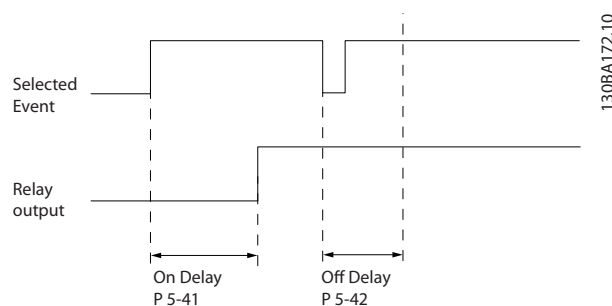 130BA172.10
Selected
Event
Relay
output
On Delay
P 5-41
Off Delay
P 5-42